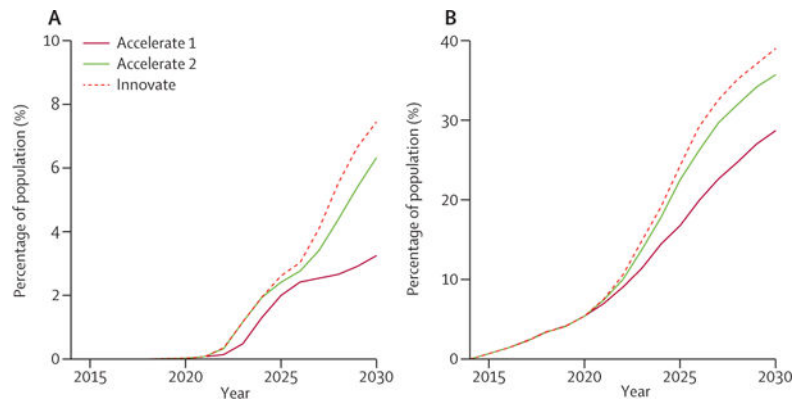 A
Percentage of population (%)
10
8
6
4
2
0
Accelerate 1
Accelerate 2
Innovate
2015
2020
2025
2030
Year
B
Percentage of population (%)
40
30
20
10
0
2015
2020
2025
2030
Year